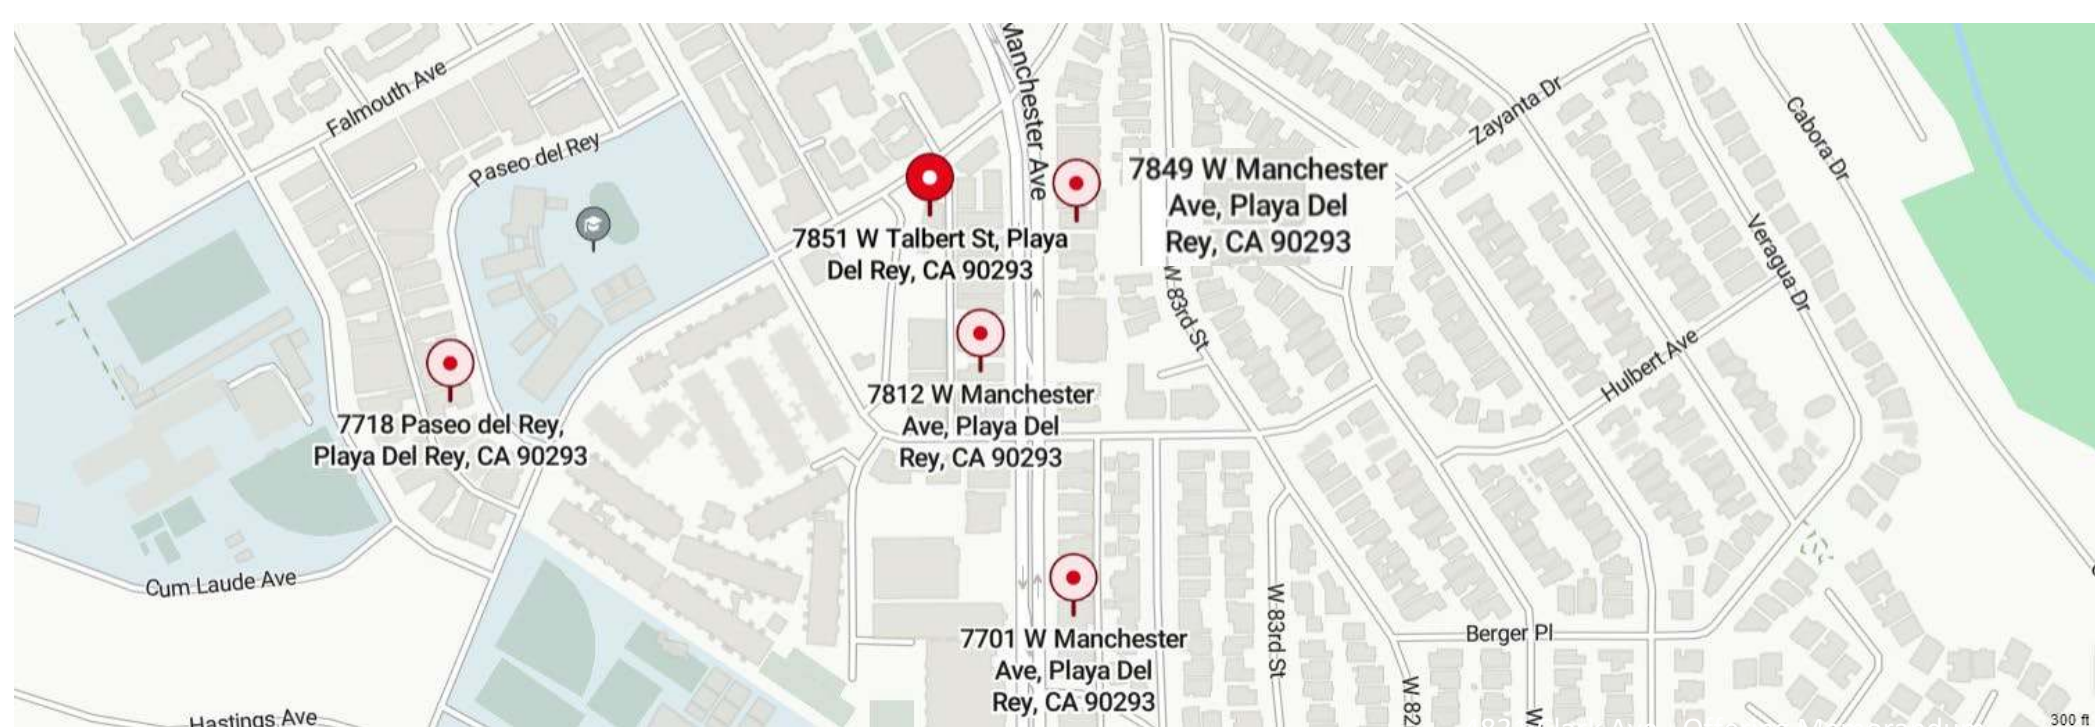 Manchester Ave
Falmouth Ave
Zayanta Dr
Cabora Dr
Paseo del Rey
7849 W Manchester
Ave, Playa Del
Rey, CA 90293
7851 W Talbert St, Playa
Del Rey, CA 90293
Veragua Dr
W 83rd St
Hulbert Ave
7812 W Manchester
Ave, Playa Del
Rey, CA 90293
7718 Paseo del Rey,
Playa Del Rey, CA 90293
Cum Laude Ave
W 83rd St
Berger Pl
7701 W Manchester
Ave, Playa Del
Rey, CA 90293
W 82
W
Hastings Ave
300 ft